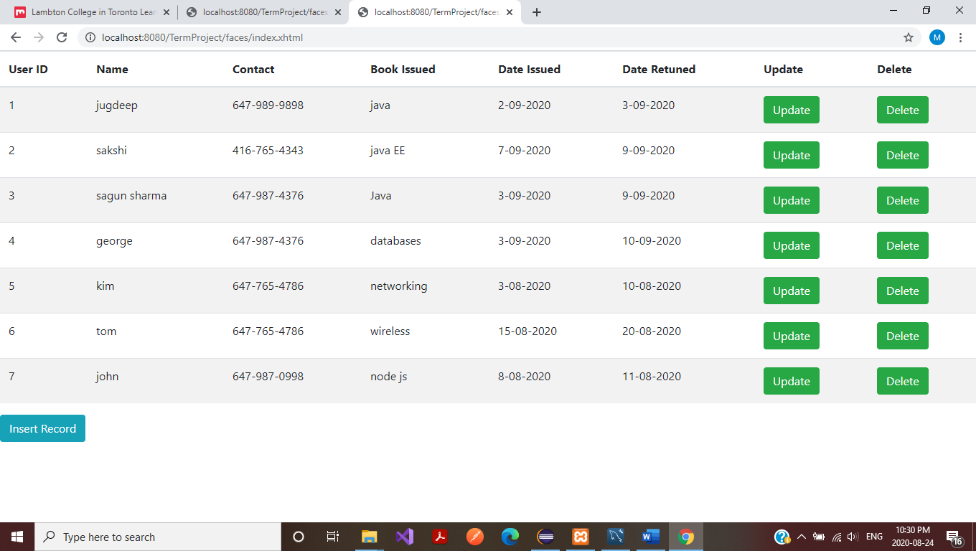 Lambton College in Toronto Lear
localhost:8080/TermProject/faces
localhost:8080/TermProject/faces
localhost:8080/TermProject/faces/index.xhtml
M
User ID Name Contact Book Issued Date Issued Date Retuned Update Delete
1 jugdeep 647-989-9898 java 2-09-2020 3-09-2020 Update Delete
2 sakshi 416-765-4343 java EE 7-09-2020 9-09-2020 Update Delete
3 sagun sharma 647-987-4376 Java 3-09-2020 9-09-2020 Update Delete
4 george 647-987-4376 databases 3-09-2020 10-09-2020 Update Delete
5 kim 647-765-4786 networking 3-08-2020 10-08-2020 Update Delete
6 tom 647-765-4786 wireless 15-08-2020 20-08-2020 Update Delete
7 john 647-987-0998 node js 8-08-2020 11-08-2020 Update Delete
Insert Record
Type here to search
ENG
10:30 PM
2020-08-24
16